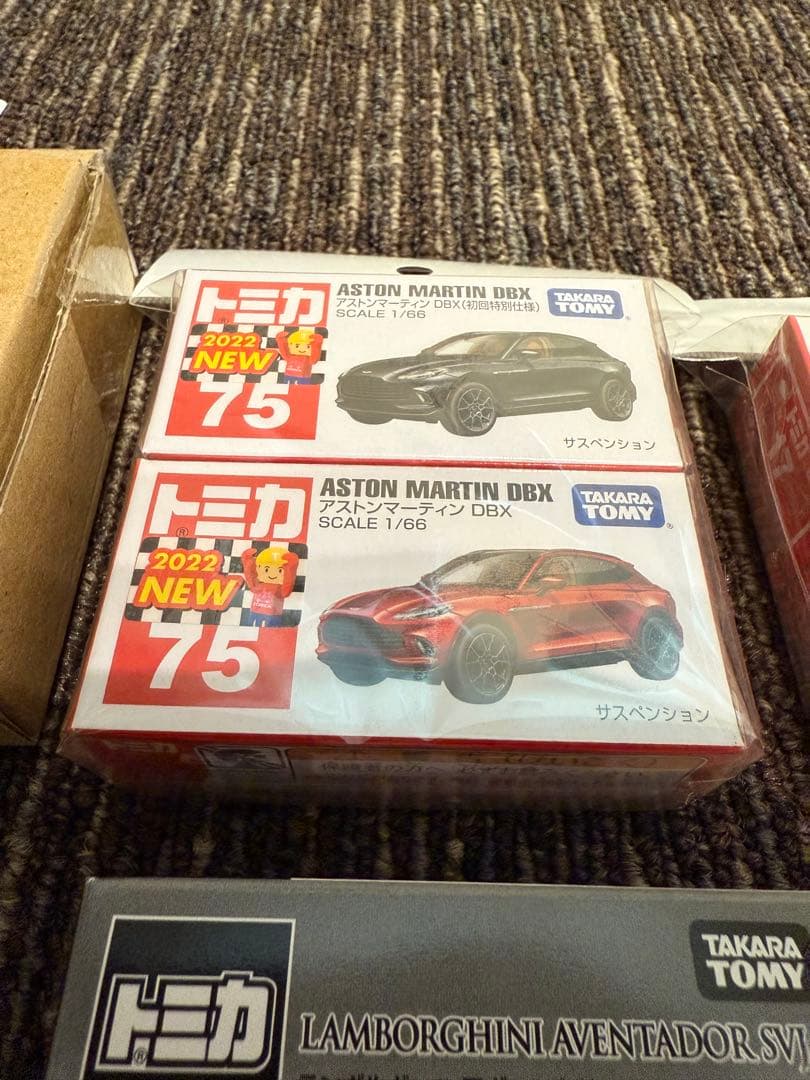 トミカ
2022
NEW
75
ASTON MARTIN DBX
アストンマーティン DBX(初回特別仕様)
SCALE 1/66
TAKARA
TOMY
サスペンション
トミカ
2022
NEW
75
ASTON MARTIN DBX
アストンマーティン DBX
SCALE 1/66
TAKARA
TOMY
サスペンション
トミカ
トミカ
LAMBORGHINI AVENTADOR
TAKARA
TOMY